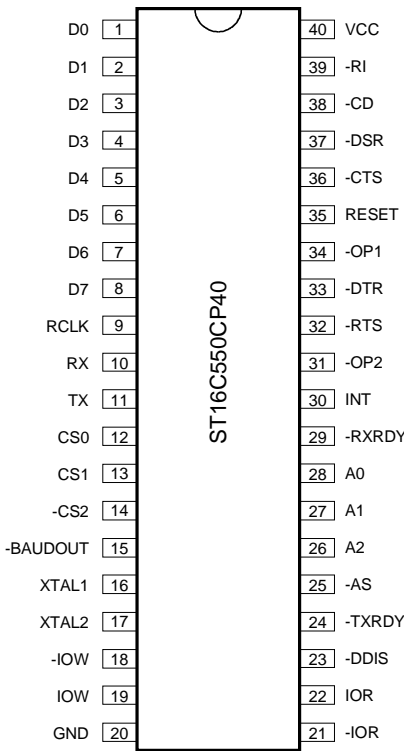 D0 1 40 VCC
D1 2 39 -RI
D2 3 38 -CD
D3 4 37 -DSR
D4 5 36 -CTS
D5 6 35 RESET
D6 7 34 -OP1
D7 8 33 -DTR
RCLK 9 32 -RTS
RX 10 31 -OP2
TX 11 30 INT
CS0 12 29 -RXRDY
CS1 13 28 A0
-CS2 14 27 A1
-BAUDOUT 15 26 A2
XTAL1 16 25 -AS
XTAL2 17 24 -TXRDY
-IOW 18 23 -DDIS
IOW 19 22 IOR
GND 20 21 -IOR
ST16C550CP40